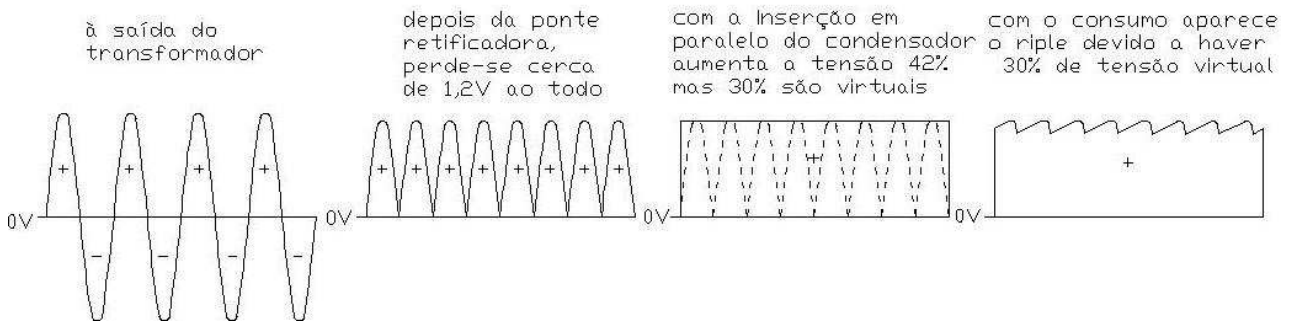 à saída do
transformador
depois da ponte
retificadora,
perde-se cerca
de 1,2V ao todo
com a Inserção em
paralelo do condensador
aumenta a tensão 42%
mas 30% são virtuais
com o consumo aparece
o riple devido a haver
30% de tensão virtual
+ + + +
- - - -
0V
+ + + + + + + +
0V
+
0V
+
0V